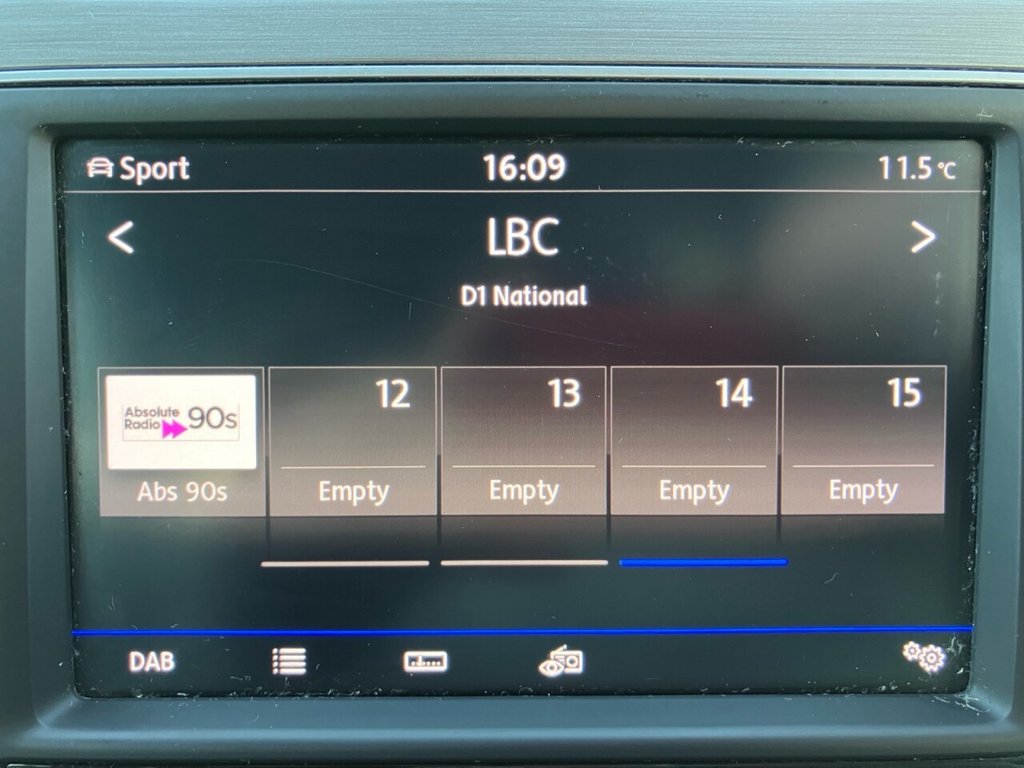 Sport 16:09 11.5 °C
< LBC >
D1 National
12 13 14 15
Absolute
Radio 90s
Abs 90s Empty Empty Empty Empty
DAB